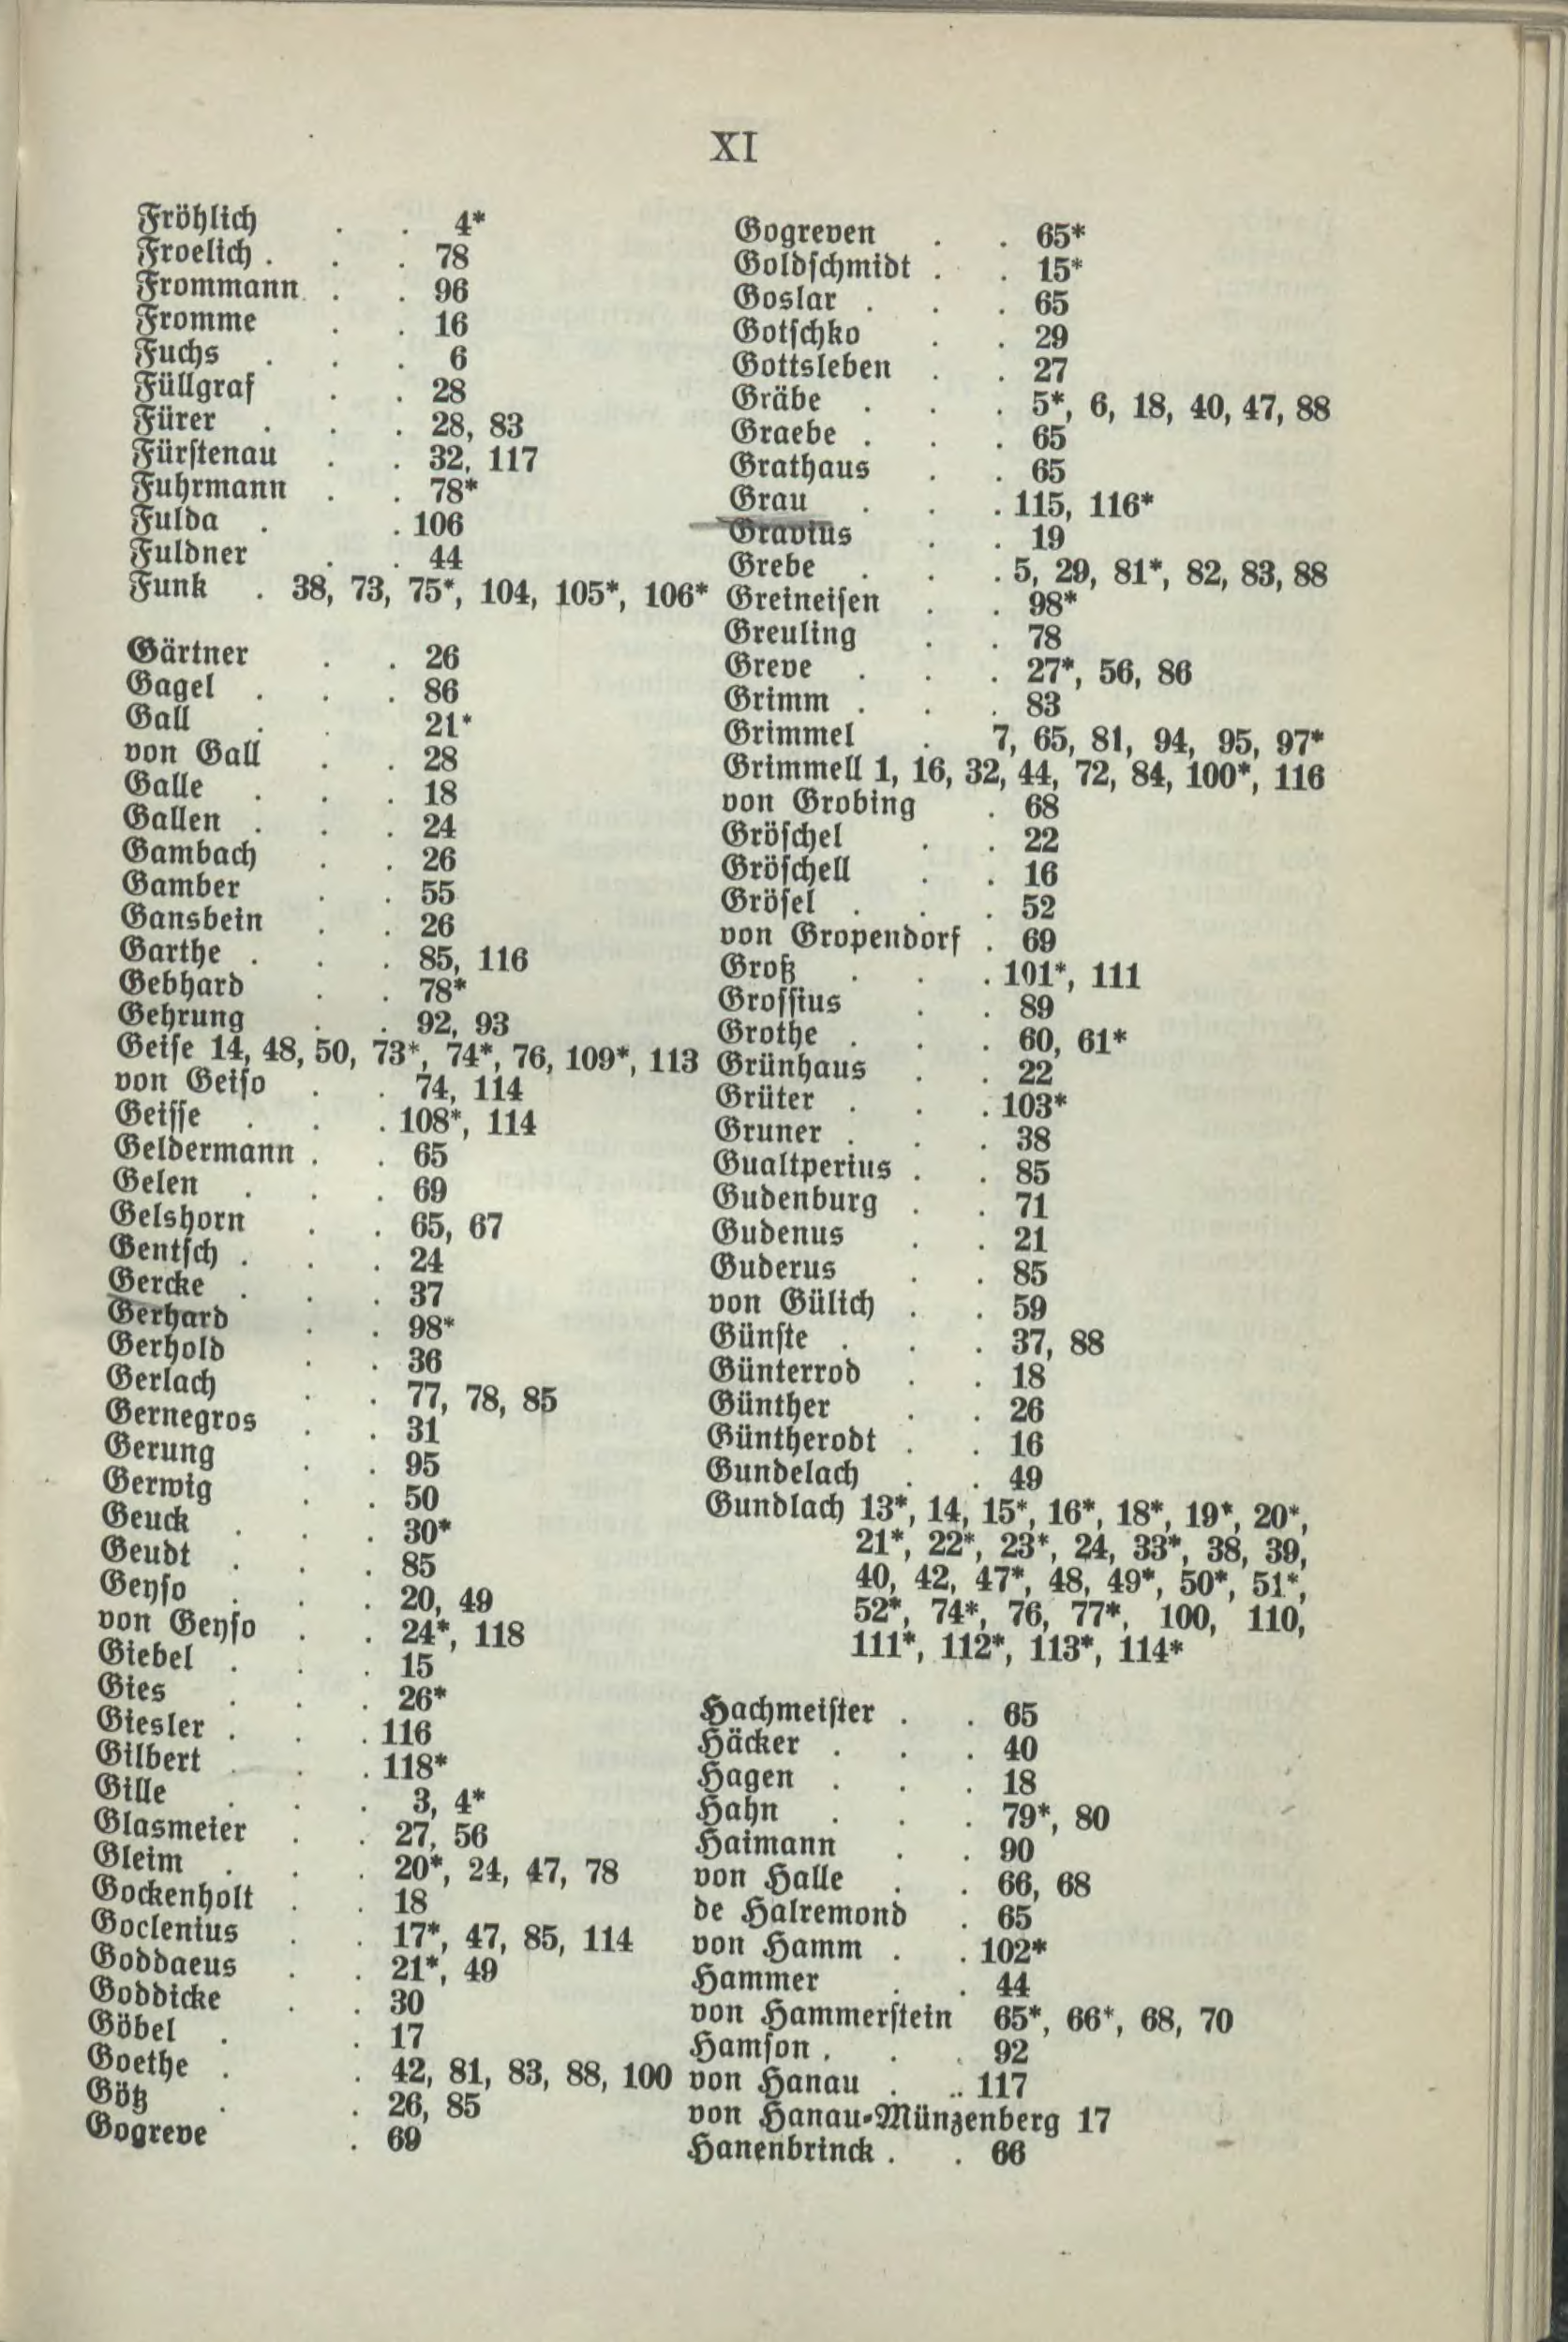 XI
Fröhlich . . 4*
Froelich . . . 78
Frommann . . 96
Fromme . . 16
Fuchs . . . 6
Füllgraf . . 28
Fürer . . . 28, 83
Fürstenau . . 32, 117
Fuhrmann . . 78*
Fulda . . 106
Fuldner . . 44
Funk . 38, 73, 75*, 104, 105*, 106*
Gärtner . . 26
Gagel . . . 86
Gall . . 21*
von Gall . . 28
Galle . . . 18
Gallen . . . 24
Gambach . . 26
Gamber . . 55
Gansbein . . 26
Garthe . . . 85, 116
Gebhard . . 78*
Gehrung . . 92, 93
Geise 14, 48, 50, 73*, 74*, 76, 109*, 113
von Geiso . . 74, 114
Geisse . . . 108*, 114
Geldermann . . 65
Gelen . . . 69
Gelshorn . . 65, 67
Gentsch . . . 24
Gercke . . . 37
Gerhard . . 98*
Gerhold . . 36
Gerlach . . 77, 78, 85
Gernegros . . 31
Gerung . . 95
Gerwig . . 50
Geuck . . . 30*
Geudt . . . 85
Geyso . . . 20, 49
von Geyso . . 24*, 118
Giebel . . . 15
Gies . . . 26*
Giesler . . . 116
Gilbert . . . 118*
Gille . . . 3, 4*
Glasmeier . . 27, 56
Gleim . . . 20*, 24, 47, 78
Gockenholt . . 18
Goclenius . . 17*, 47, 85, 114
Goddaeus . . 21*, 49
Goddicke . . 30
Göbel . . 17
Goethe . . 42, 81, 83, 88, 100
Götz . . 26, 85
Gogreve . 69
Gogreven . . 65*
Goldschmidt . . 15*
Goslar . . . 65
Gotschko . . 29
Gottsleben . . 27
Gräbe . . . 5*, 6, 18, 40, 47, 88
Graebe . . . 65
Grathaus . . 65
Grau . . . 115, 116*
Gravius . . 19
Grebe . . . 5, 29, 81*, 82, 83, 88
Greineisen . . 98*
Greuling . . 78
Greve . . . 27*, 56, 86
Grimm . . . 83
Grimmel . 7, 65, 81, 94, 95, 97*
Grimmell 1, 16, 32, 44, 72, 84, 100*, 116
von Grobing . 68
Gröschel . . 22
Gröschell . . 16
Grösel . . . 52
von Gropendorf . 69
Groß . . . 101*, 111
Grossius . . 89
Grothe . . . 60, 61*
Grünhaus . . 22
Grüter . . . 103*
Gruner . . . 38
Gualtperius . . 85
Gudenburg . . 71
Gudenus . . 21
Guderus . . 85
von Gülich . . 59
Günste . . . 37, 88
Günterrod . . 18
Günther . . 26
Güntherodt . . 16
Gundelach . . 49
Gundlach 13*, 14, 15*, 16*, 18*, 19*, 20*,
21*, 22*, 23*, 24, 33*, 38, 39,
40, 42, 47*, 48, 49*, 50*, 51*,
52*, 74*, 76, 77*, 100, 110,
111*, 112*, 113*, 114*
Hachmeister . . 65
Häcker . . . 40
Hagen . . . 18
Hahn . . . 79*, 80
Haimann . . 90
von Halle . . 66, 68
de Halremond . 65
von Hamm . . 102*
Hammer . . 44
von Hammerstein 65*, 66*, 68, 70
Hamson . . . 92
von Hanau . .. 117
von Hanau-Münzenberg 17
Hanenbrinck . . 66